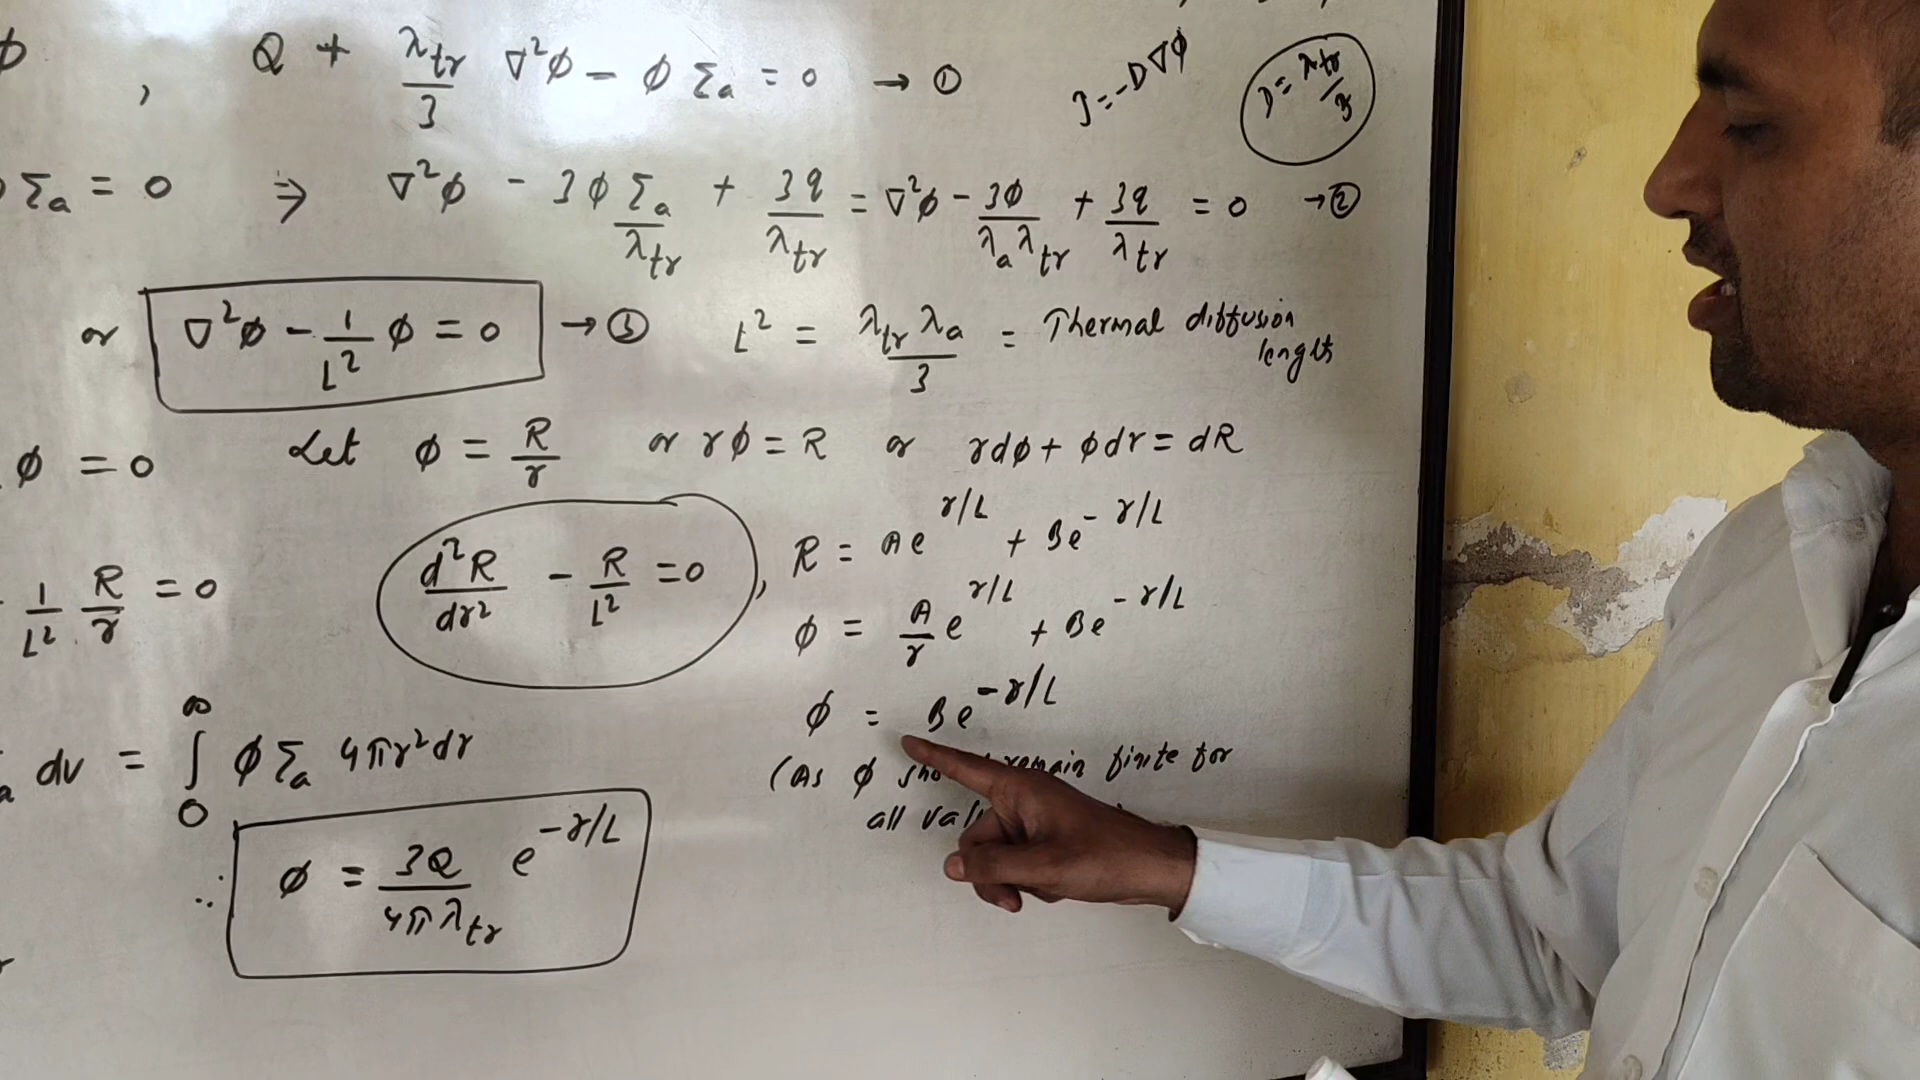 ϕ , Q + λtr/3 ∇²ϕ − ϕ Σa = 0 → ①
J = -D∇ϕ
D = λtr/3
Σa = 0 ⇒ ∇²ϕ - 3ϕ Σa/λtr + 3q/λtr = ∇²ϕ - 3ϕ/λaλtr + 3q/λtr = 0 → ②
or ∇²ϕ - 1/L² ϕ = 0 → ③ L² = λtr λa/3 = Thermal diffusion
length
ϕ = 0 Let ϕ = R/r or rϕ = R or rdϕ + ϕdr = dR
1/L² R/r = 0 d²R/dr² - R/L² = 0 , R = Ae^r/L + Be^- r/L
ϕ = A/r e^r/L + Be^- r/L
ϕ = Be^-r/L
a dv = ∫₀^∞ ϕ Σa 4πr²dr
(As ϕ remain finite for
all
∴ ϕ = 3Q/4πλtr e^-r/L